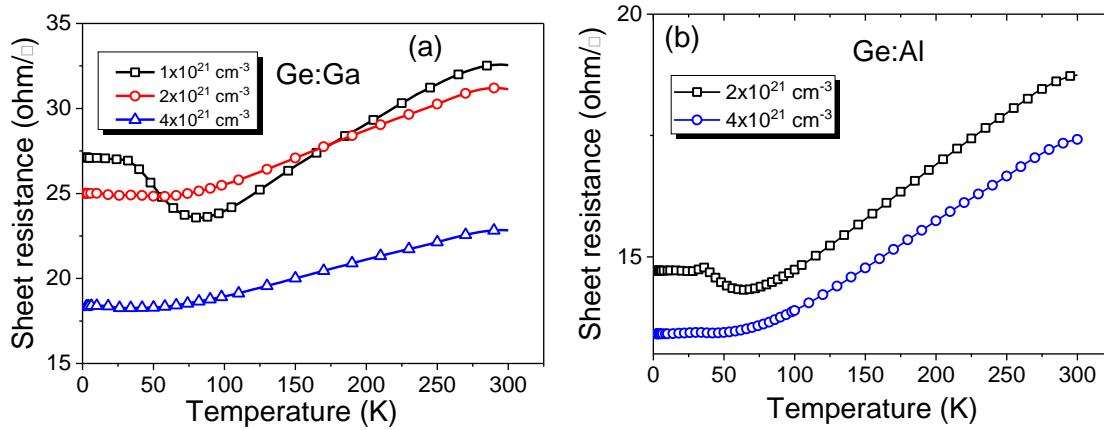 (a)
Ge:Ga
1x10²¹ cm⁻³
2x10²¹ cm⁻³
4x10²¹ cm⁻³
Sheet resistance (ohm/□)
35
30
25
20
15
0 50 100 150 200 250 300
Temperature (K)
(b)
Ge:Al
2x10²¹ cm⁻³
4x10²¹ cm⁻³
Sheet resistance (ohm/□)
20
15
0 50 100 150 200 250 300
Temperature (K)